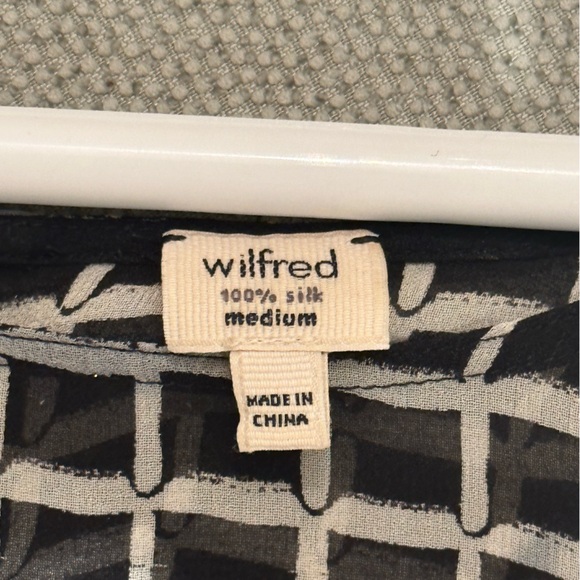 wilfred
100% silk
medium
MADE IN
CHINA